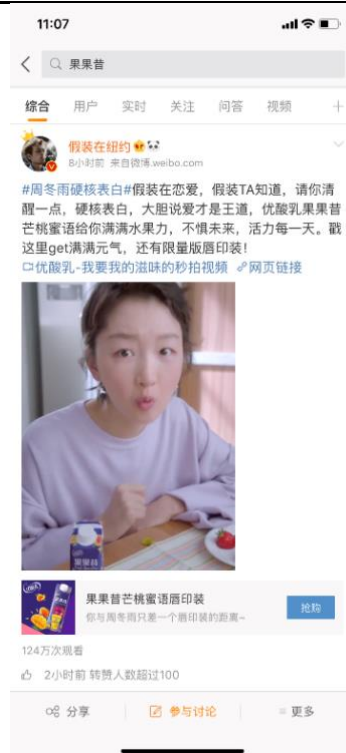 11:07
果果昔
综合 用户 实时 关注 问答 视频
假装在纽约
8小时前 来自微博weibo.com
#周冬雨硬核表白#假装在恋爱，假装TA知道，请你清
醒一点，硬核表白，大胆说爱才是王道，优酸乳果果昔
芒桃蜜语给你满满水果力，不惧未来，活力每一天。戳
这里get满满元气，还有限量版唇印装！
优酸乳-我要我的滋味的秒拍视频 网页链接
果果昔
果果昔芒桃蜜语唇印装
你与周冬雨只差一个唇印装的距离~
抢购
124万次观看
2小时前 转赞人数超过100
分享 参与讨论 更多